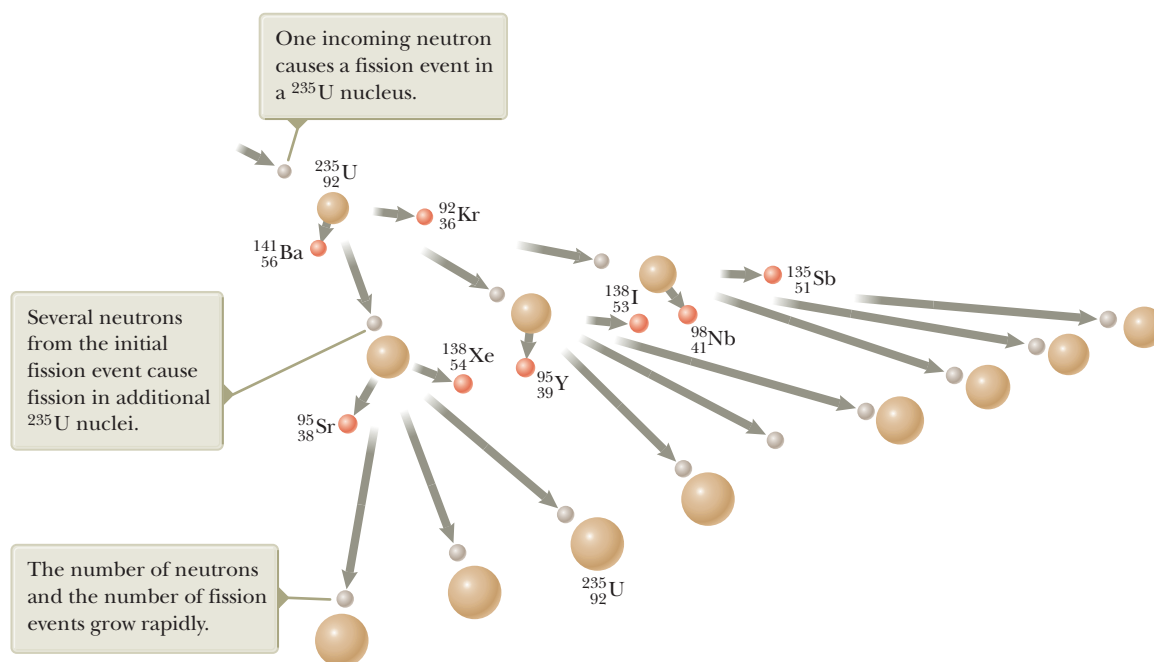 One incoming neutron
causes a fission event in
a ²³⁵U nucleus.
²³⁵₉₂U
⁹²₃₆Kr
¹⁴¹₅₆Ba
¹³⁵₅₁Sb
¹³⁸₅₃I
⁹⁸₄₁Nb
Several neutrons
from the initial
fission event cause
fission in additional
²³⁵U nuclei.
¹³⁸₅₄Xe
⁹⁵₃₉Y
⁹⁵₃₈Sr
The number of neutrons
and the number of fission
events grow rapidly.
²³⁵₉₂U